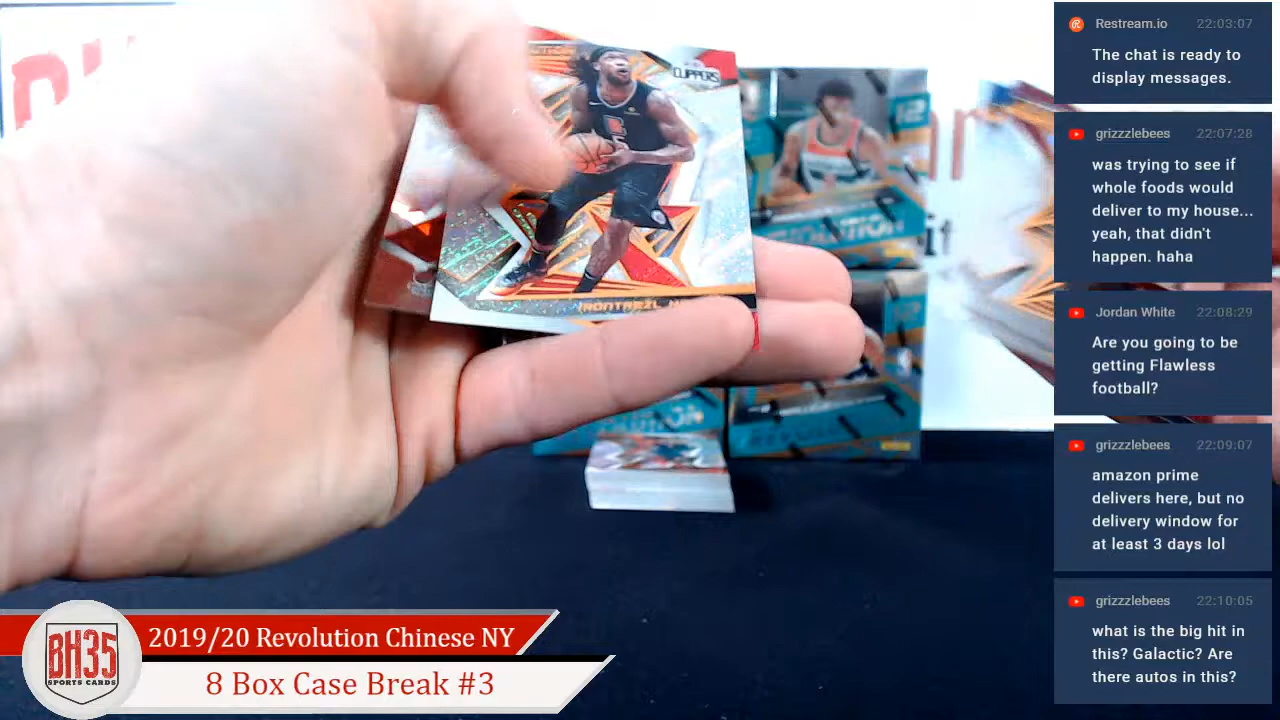 Restream.io 22:03:07
The chat is ready to
display messages.
grizzzlebees 22:07:28
was trying to see if
whole foods would
deliver to my house...
yeah, that didn't
happen. haha
Jordan White 22:08:29
Are you going to be
getting Flawless
football?
grizzzlebees 22:09:07
amazon prime
delivers here, but no
delivery window for
at least 3 days lol
grizzzlebees 22:10:05
what is the big hit in
this? Galactic? Are
there autos in this?
CLIPPERS
BH35
SPORTS CARDS
2019/20 Revolution Chinese NY
8 Box Case Break #3